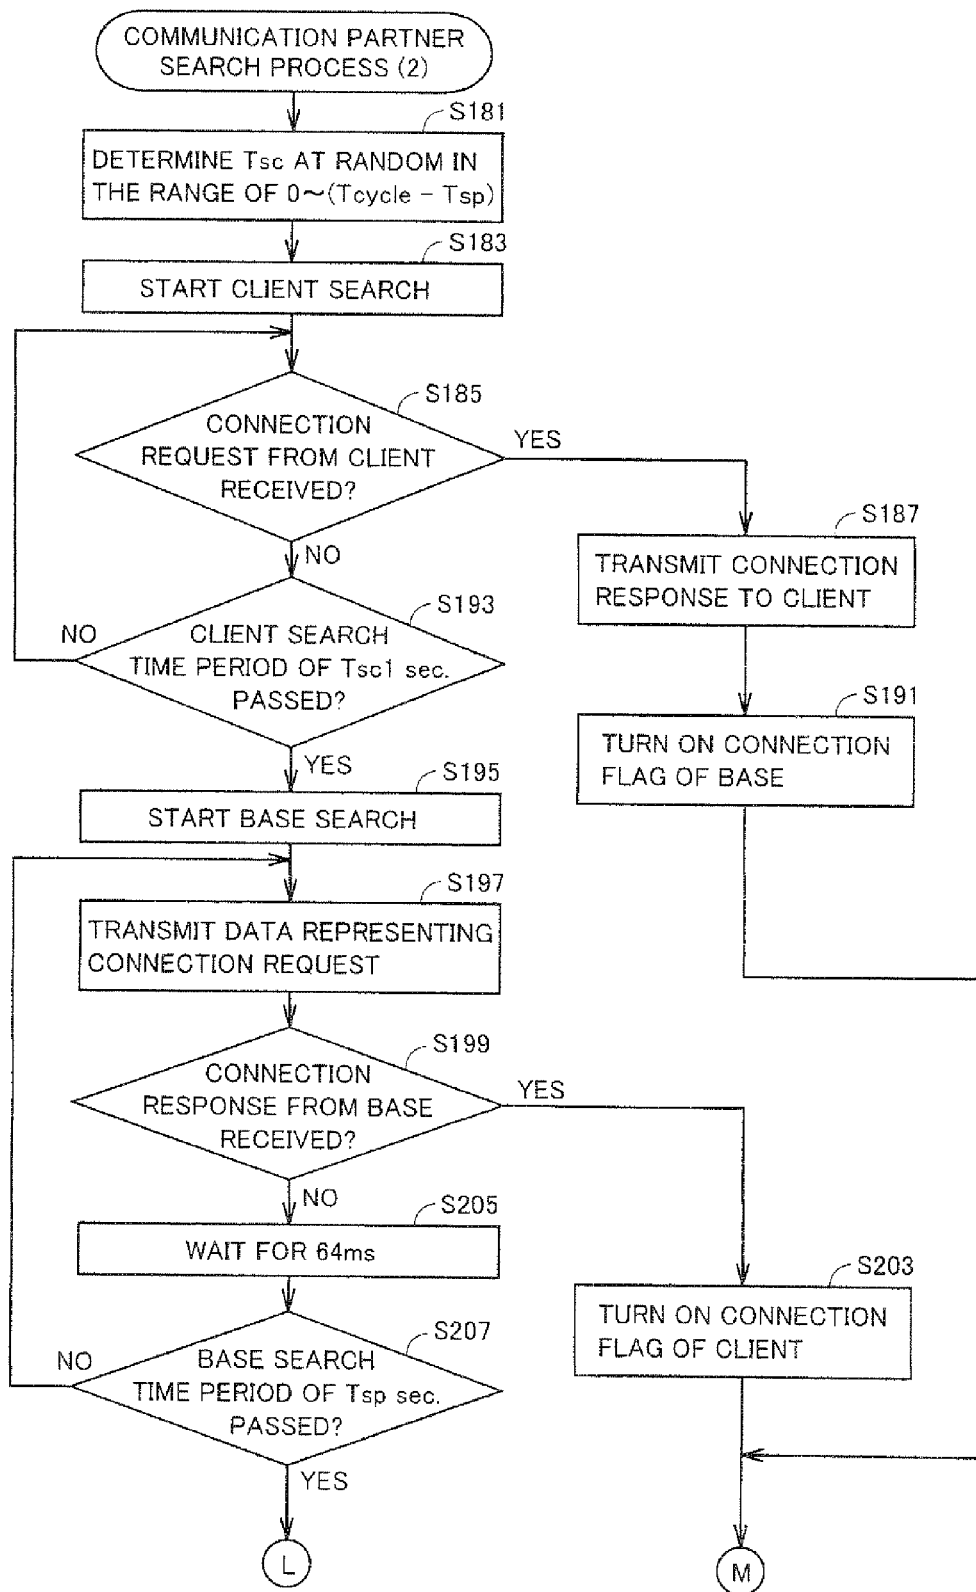 COMMUNICATION PARTNER
SEARCH PROCESS (2)
S181
DETERMINE Tsc AT RANDOM IN
THE RANGE OF 0~(Tcycle - Tsp)
S183
START CLIENT SEARCH
S185
CONNECTION
REQUEST FROM CLIENT
RECEIVED?
YES
NO
S187
TRANSMIT CONNECTION
RESPONSE TO CLIENT
S193
NO
CLIENT SEARCH
TIME PERIOD OF Tsc1 sec.
PASSED?
YES
S191
TURN ON CONNECTION
FLAG OF BASE
S195
START BASE SEARCH
S197
TRANSMIT DATA REPRESENTING
CONNECTION REQUEST
S199
CONNECTION
RESPONSE FROM BASE
RECEIVED?
YES
NO
S205
WAIT FOR 64ms
S203
TURN ON CONNECTION
FLAG OF CLIENT
S207
NO
BASE SEARCH
TIME PERIOD OF Tsp sec.
PASSED?
YES
L
M